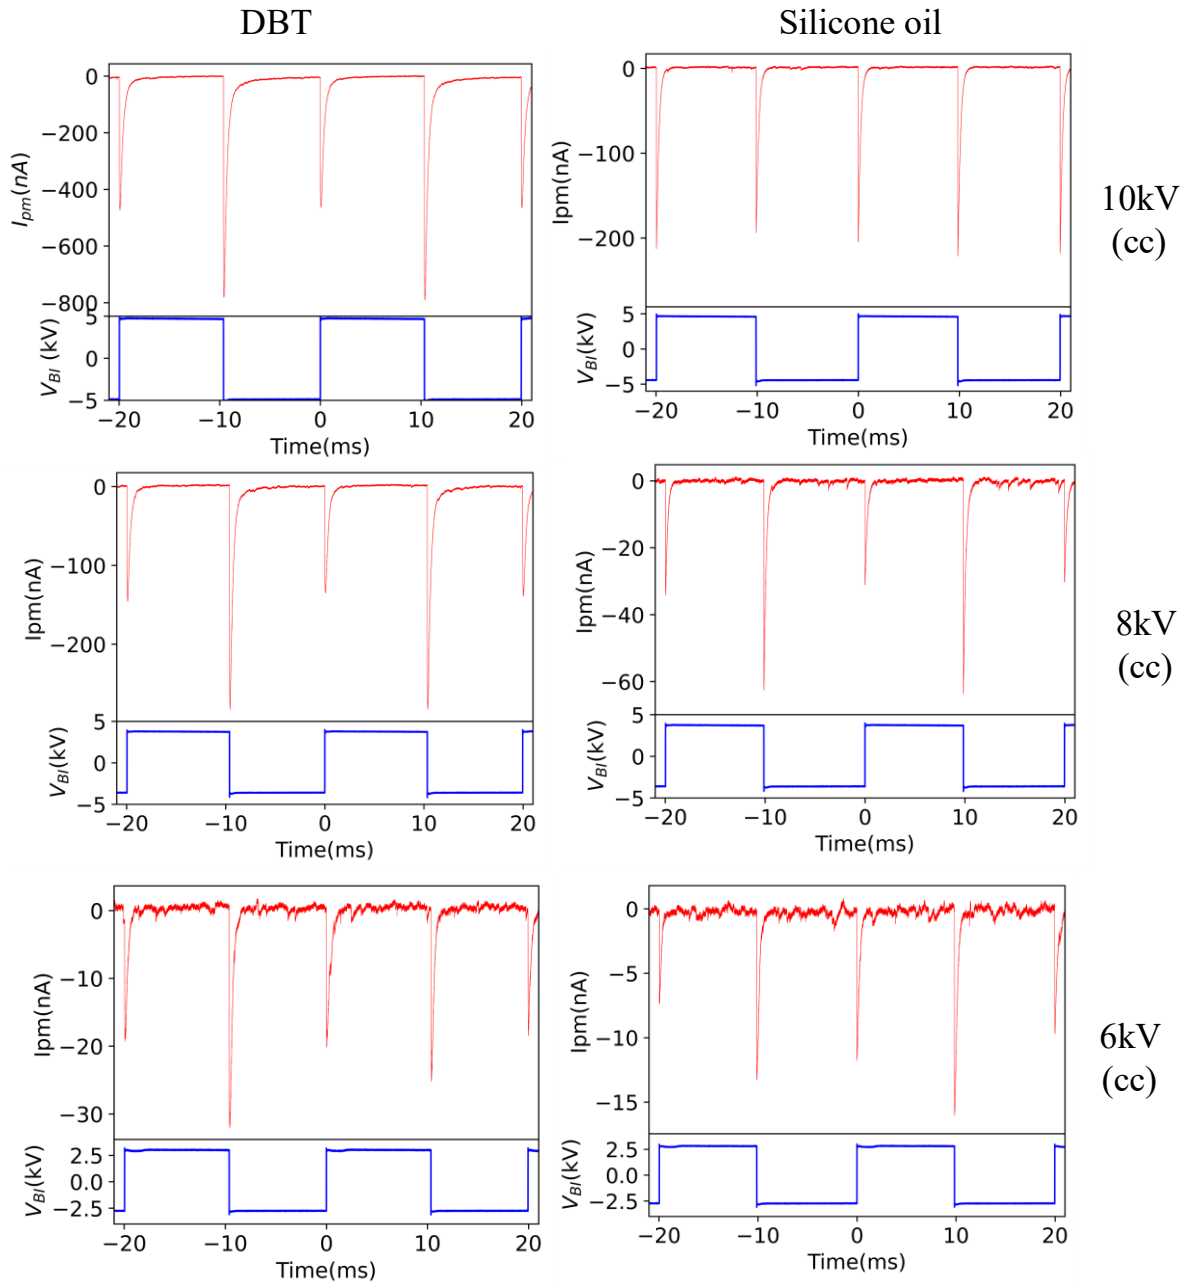 DBT
Silicone oil
0
−200
−400
−600
−800
I_pm(nA)
5
0
−5
V_BI (kV)
−20 −10 0 10 20
Time(ms)
0
−100
−200
Ipm(nA)
5
0
−5
V_BI(kV)
−20 −10 0 10 20
Time(ms)
10kV
(cc)
0
−100
−200
Ipm(nA)
5
0
−5
V_BI(kV)
−20 −10 0 10 20
Time(ms)
0
−20
−40
−60
Ipm(nA)
5
0
−5
V_BI(kV)
−20 −10 0 10 20
Time(ms)
8kV
(cc)
0
−10
−20
−30
Ipm(nA)
2.5
0.0
−2.5
V_BI(kV)
−20 −10 0 10 20
Time(ms)
0
−5
−10
−15
Ipm(nA)
2.5
0.0
−2.5
V_BI(kV)
−20 −10 0 10 20
Time(ms)
6kV
(cc)